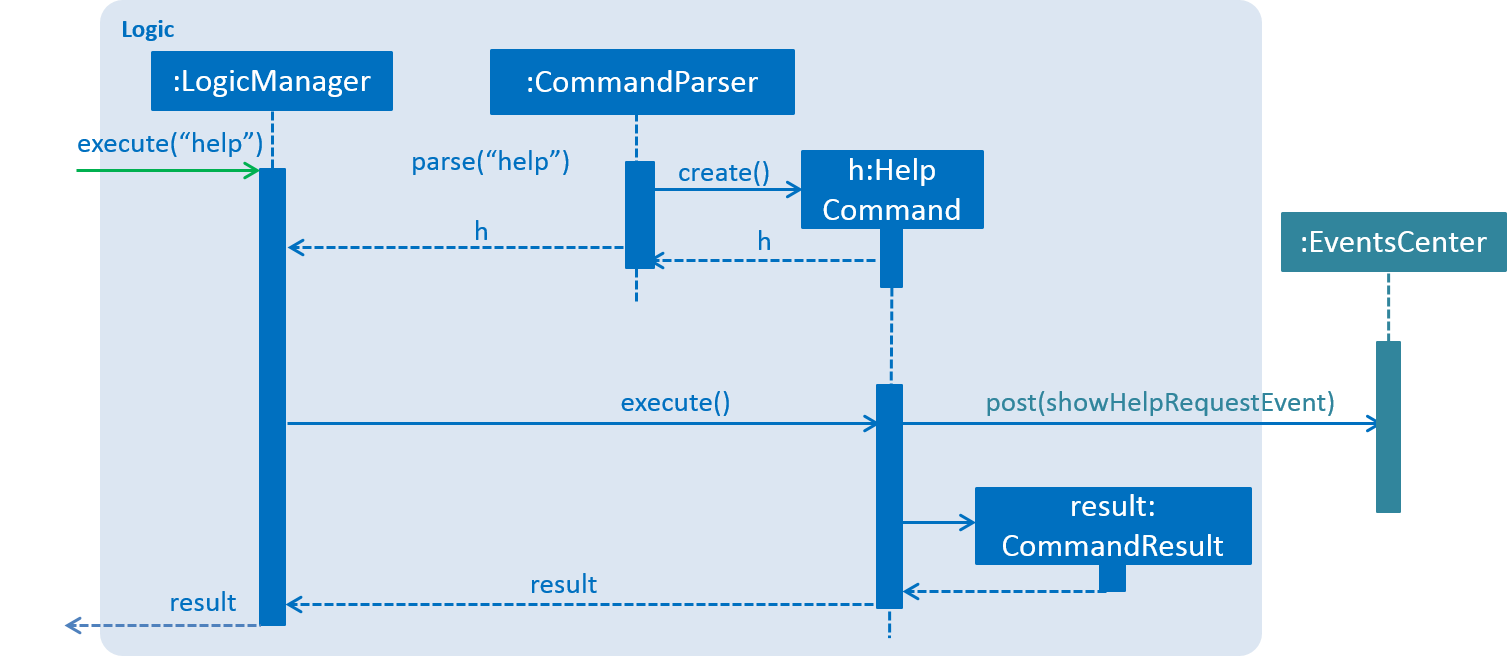 Logic
:LogicManager
:CommandParser
execute(“help”)
parse(“help”)
create()
h:Help
Command
h
h
:EventsCenter
execute()
post(showHelpRequestEvent)
result:
CommandResult
result
result